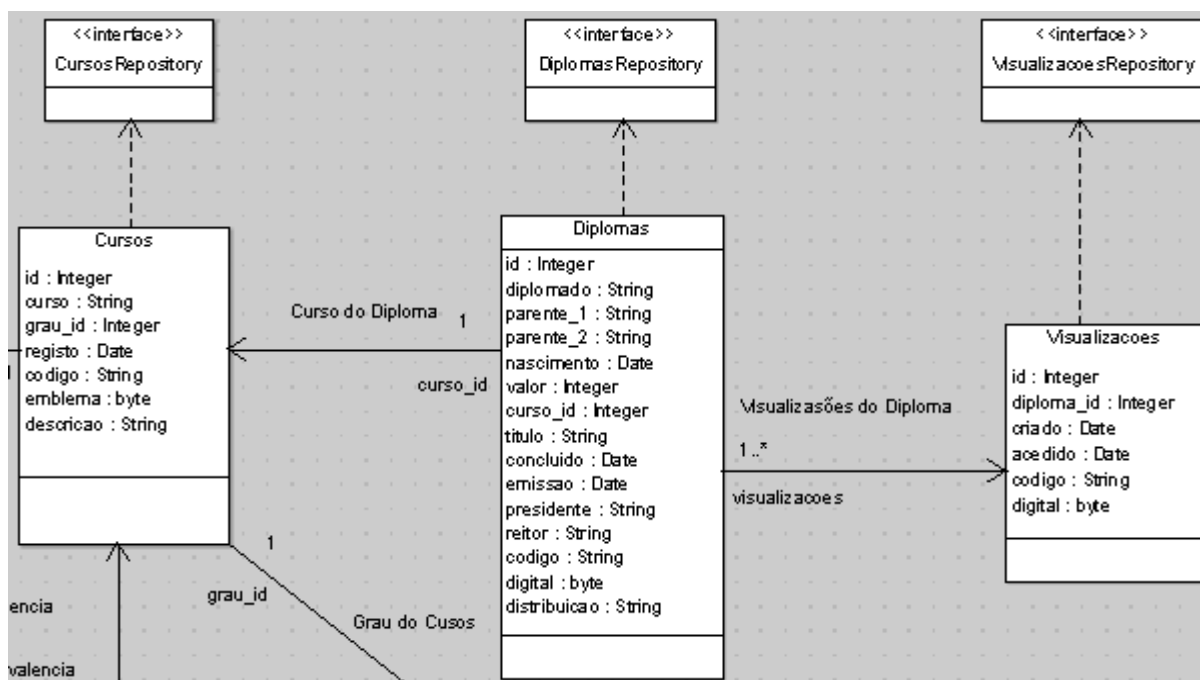 <<interface>>
CursosRepository
<<interface>>
DiplomasRepository
<<interface>>
VisualizacoesRepository
Cursos
id : Integer
curso : String
grau_id : Integer
registo : Date
codigo : String
emblema : byte
descricao : String
Curso do Diploma
1
curso_id
Diplomas
id : Integer
diplomado : String
parente_1 : String
parente_2 : String
nascimento : Date
valor : Integer
curso_id : Integer
titulo : String
concluido : Date
emissao : Date
presidente : String
reitor : String
codigo : String
digital : byte
distribuicao : String
Visualizasões do Diploma
1..*
visualizacoes
Visualizacoes
id : Integer
diploma_id : Integer
criado : Date
acedido : Date
codigo : String
digital : byte
1
grau_id
Grau do Cusos
encia
valencia